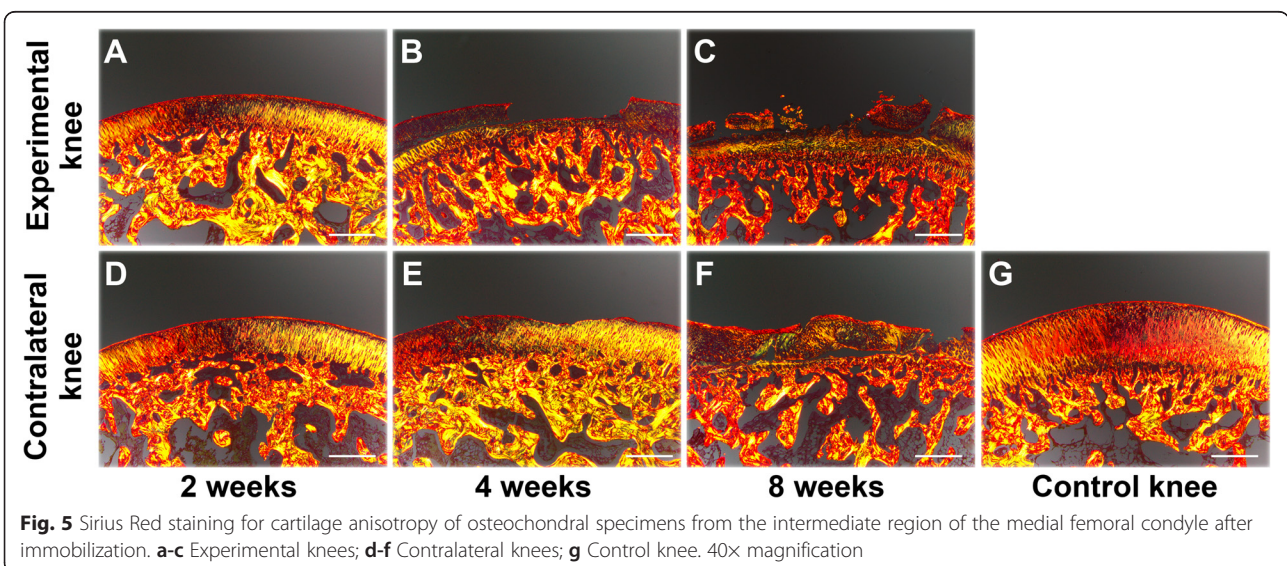 Experimental
knee
A
B
C
Contralateral
knee
D
E
F
G
2 weeks
4 weeks
8 weeks
Control knee
Fig. 5 Sirius Red staining for cartilage anisotropy of osteochondral specimens from the intermediate region of the medial femoral condyle after
immobilization. a-c Experimental knees; d-f Contralateral knees; g Control knee. 40× magnification